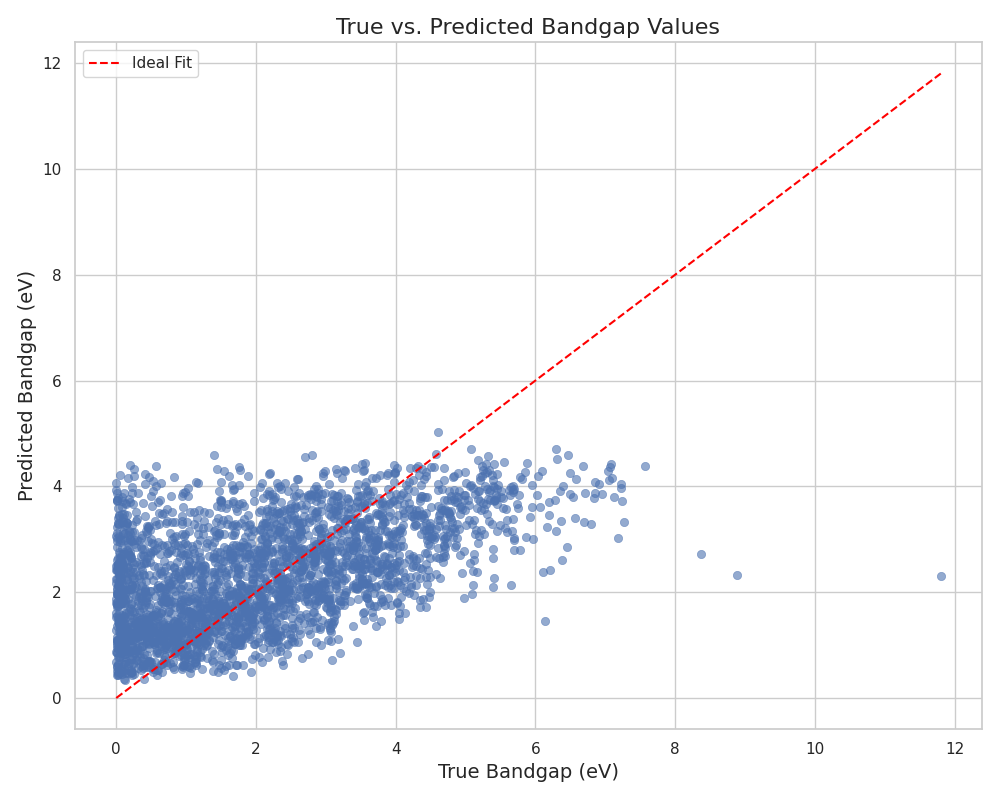 True vs. Predicted Bandgap Values
Ideal Fit
12
10
8
6
4
2
0
Predicted Bandgap (eV)
0 2 4 6 8 10 12
True Bandgap (eV)